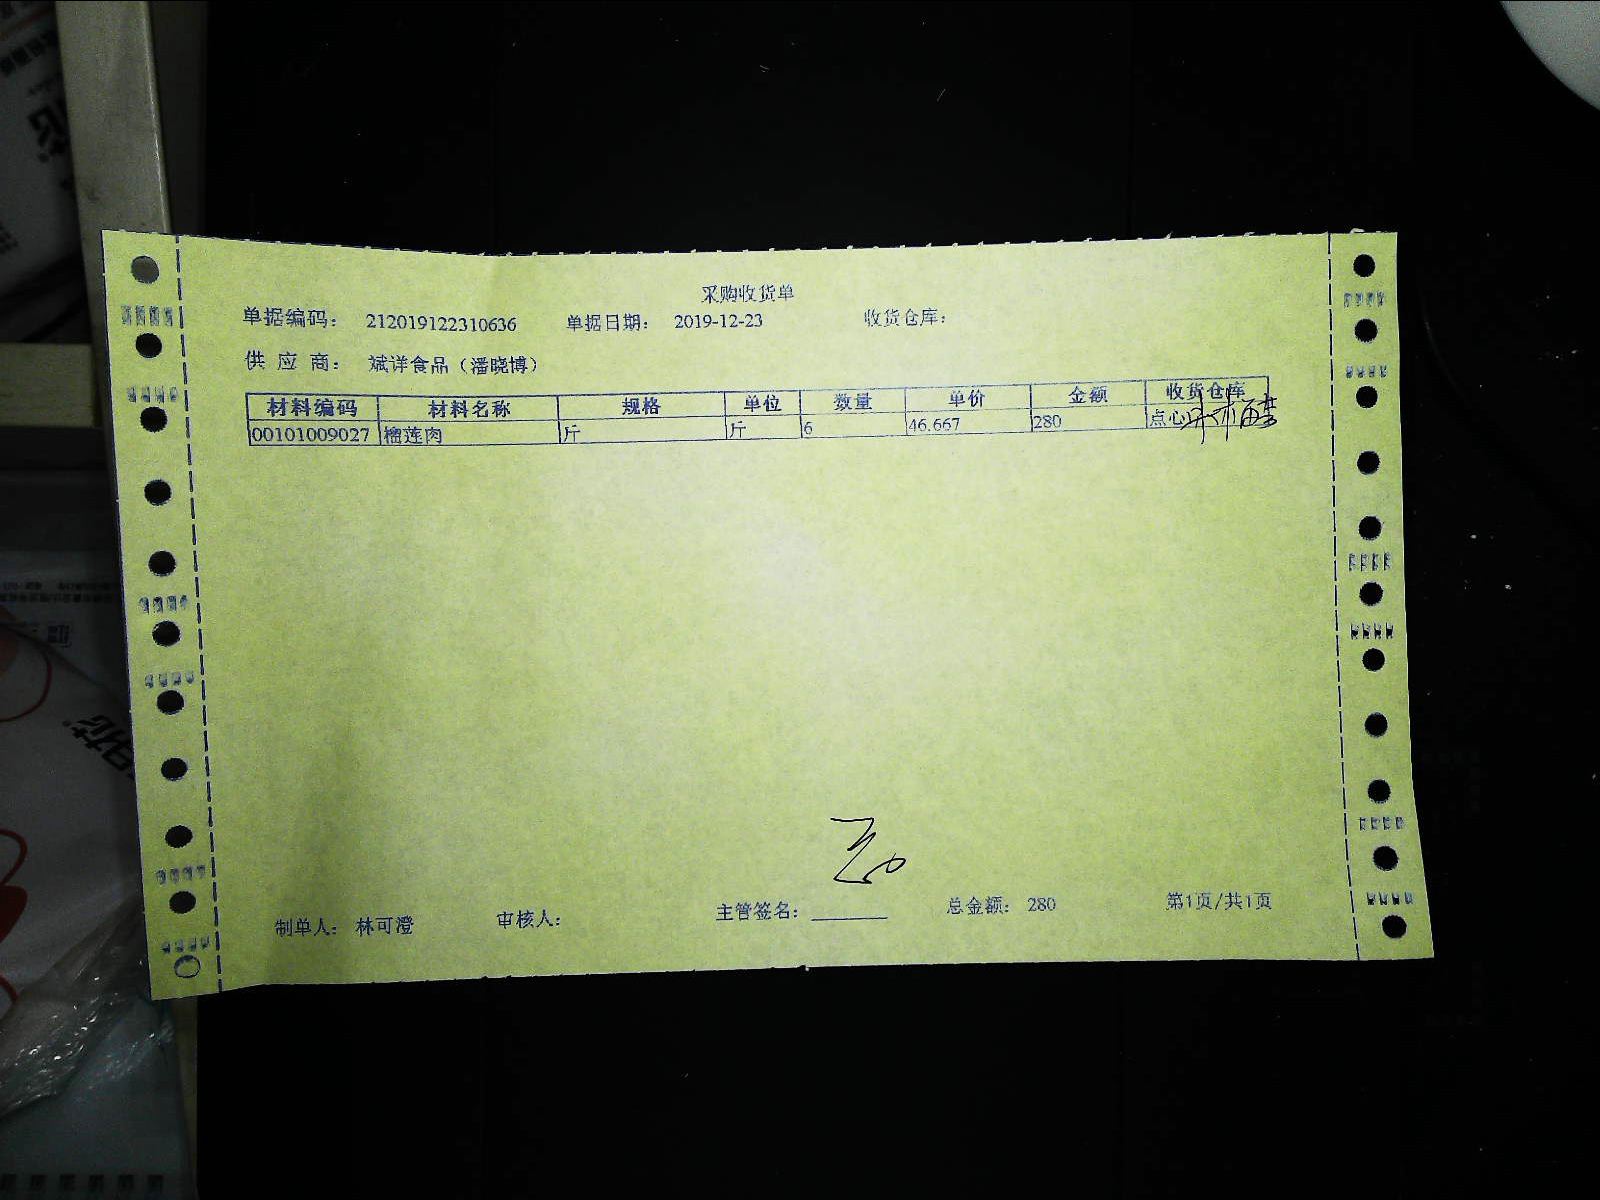 采购收货单
单据编码： 212019122310636 单据日期： 2019-12-23 收货仓库：
供 应 商： 斌详食品（潘晓博）
材料编码 材料名称 规格 单位 数量 单价 金额 收货仓库
00101009027 榴莲肉 斤 斤 6 46.667 280 点心
制单人： 林可澄 审核人： 主管签名： 总金额： 280 第1页/共1页